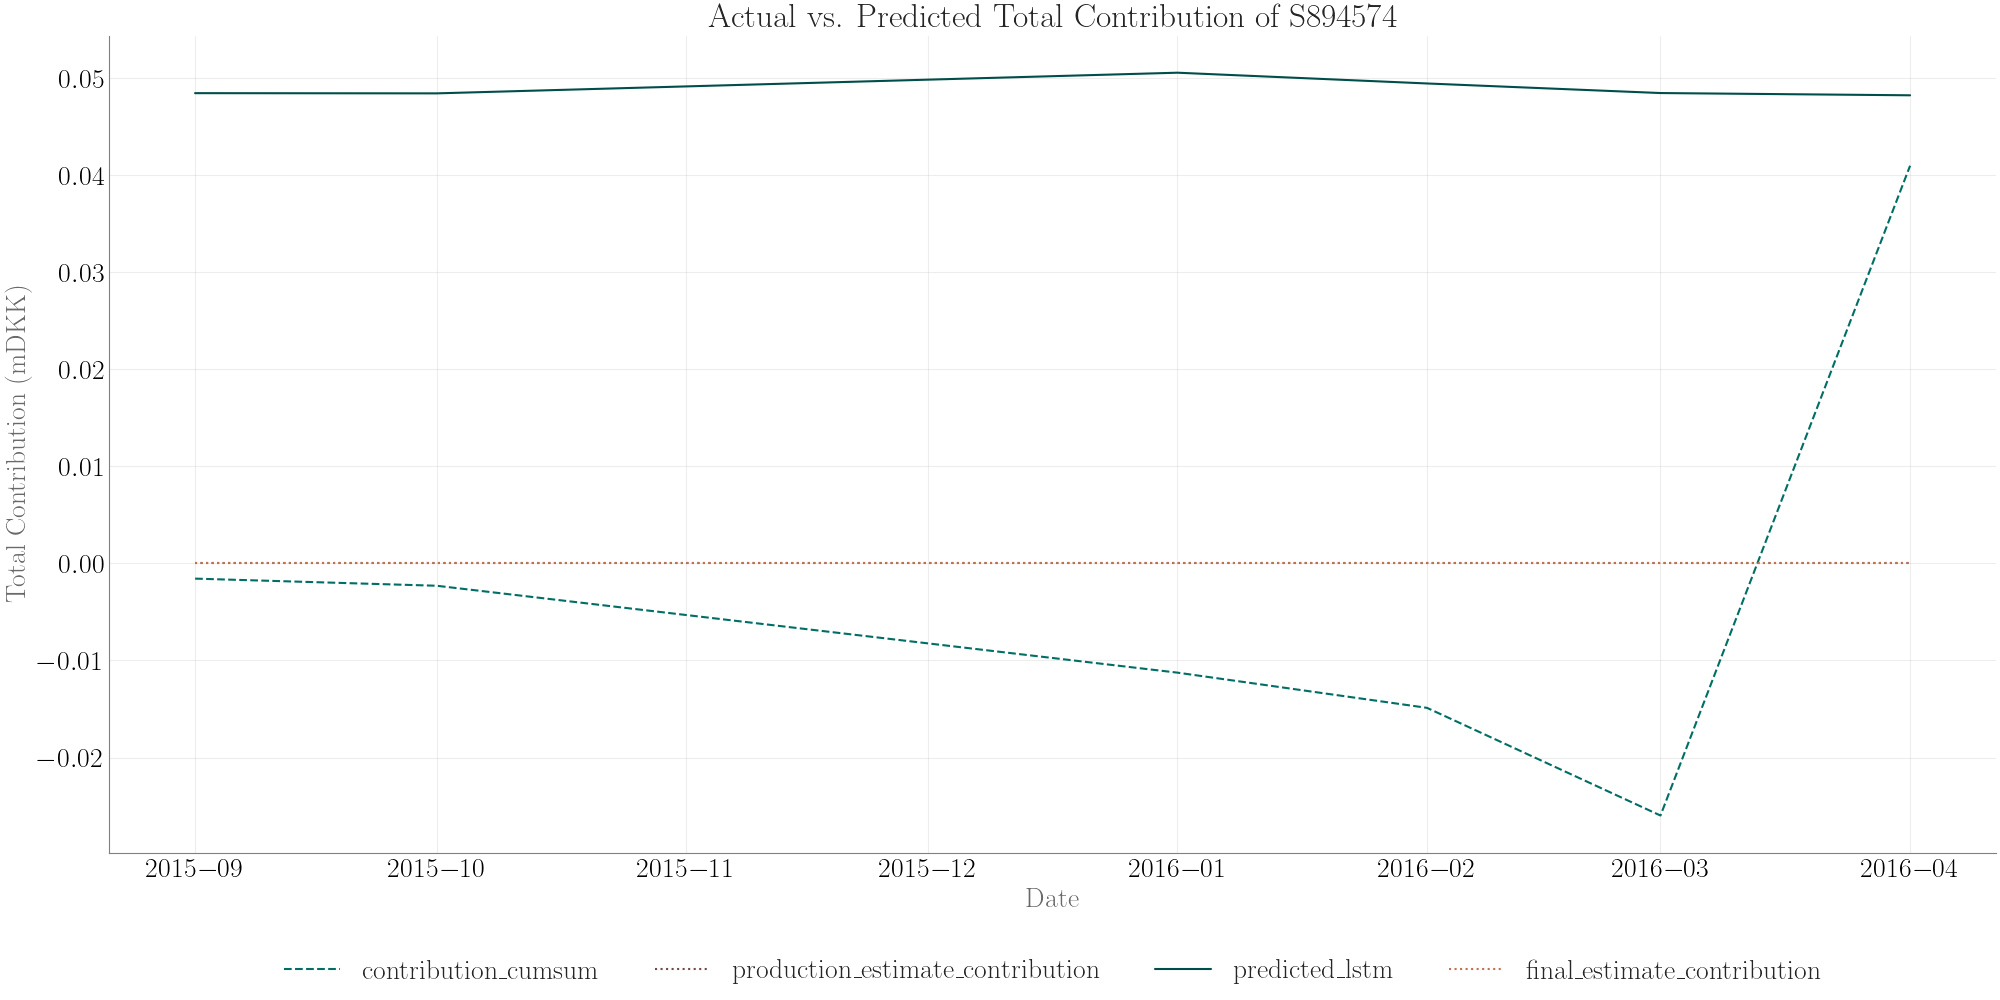 Actual vs. Predicted Total Contribution of S894574
Total Contribution (mDKK)
0.05
0.04
0.03
0.02
0.01
0.00
−0.01
−0.02
2015–09 2015–10 2015–11 2015–12 2016–01 2016–02 2016–03 2016–04
Date
contribution_cumsum production_estimate_contribution predicted_lstm final_estimate_contribution